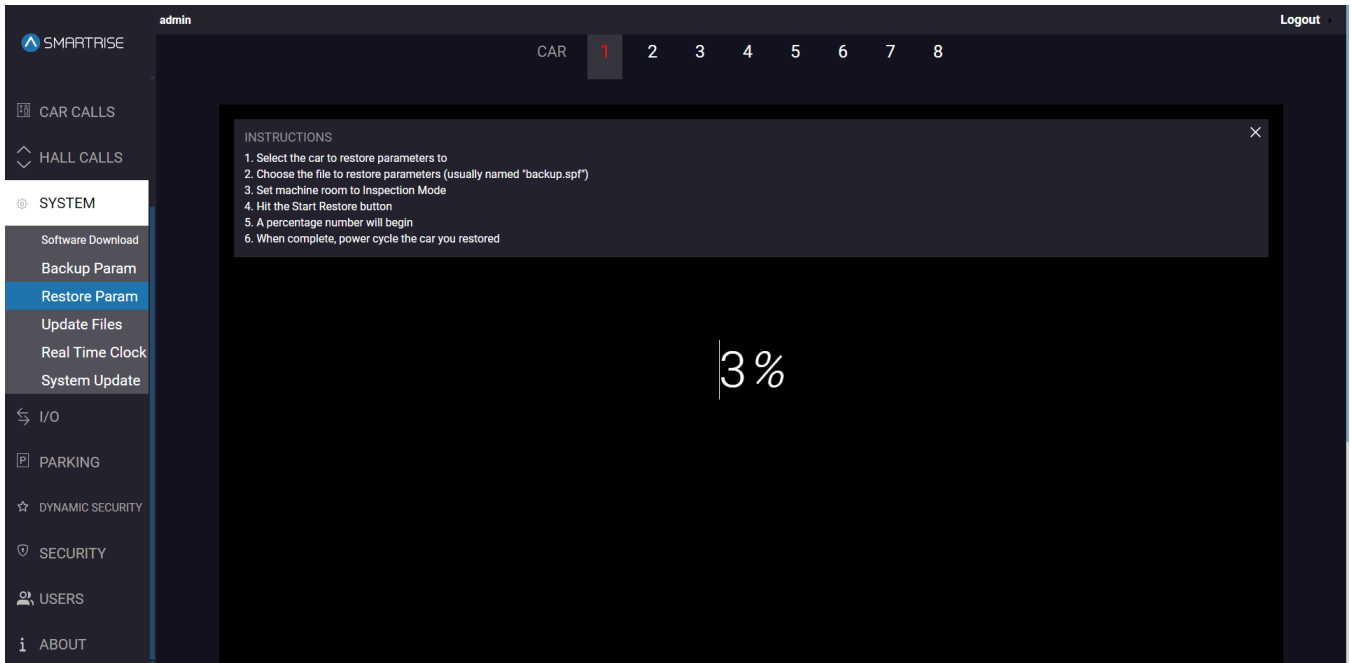 admin
Logout
SMARTRISE
CAR 1 2 3 4 5 6 7 8
CAR CALLS
HALL CALLS
SYSTEM
Software Download
Backup Param
Restore Param
Update Files
Real Time Clock
System Update
I/O
P PARKING
DYNAMIC SECURITY
SECURITY
USERS
i ABOUT
INSTRUCTIONS
1. Select the car to restore parameters to
2. Choose the file to restore parameters (usually named "backup.spf")
3. Set machine room to Inspection Mode
4. Hit the Start Restore button
5. A percentage number will begin
6. When complete, power cycle the car you restored
3%